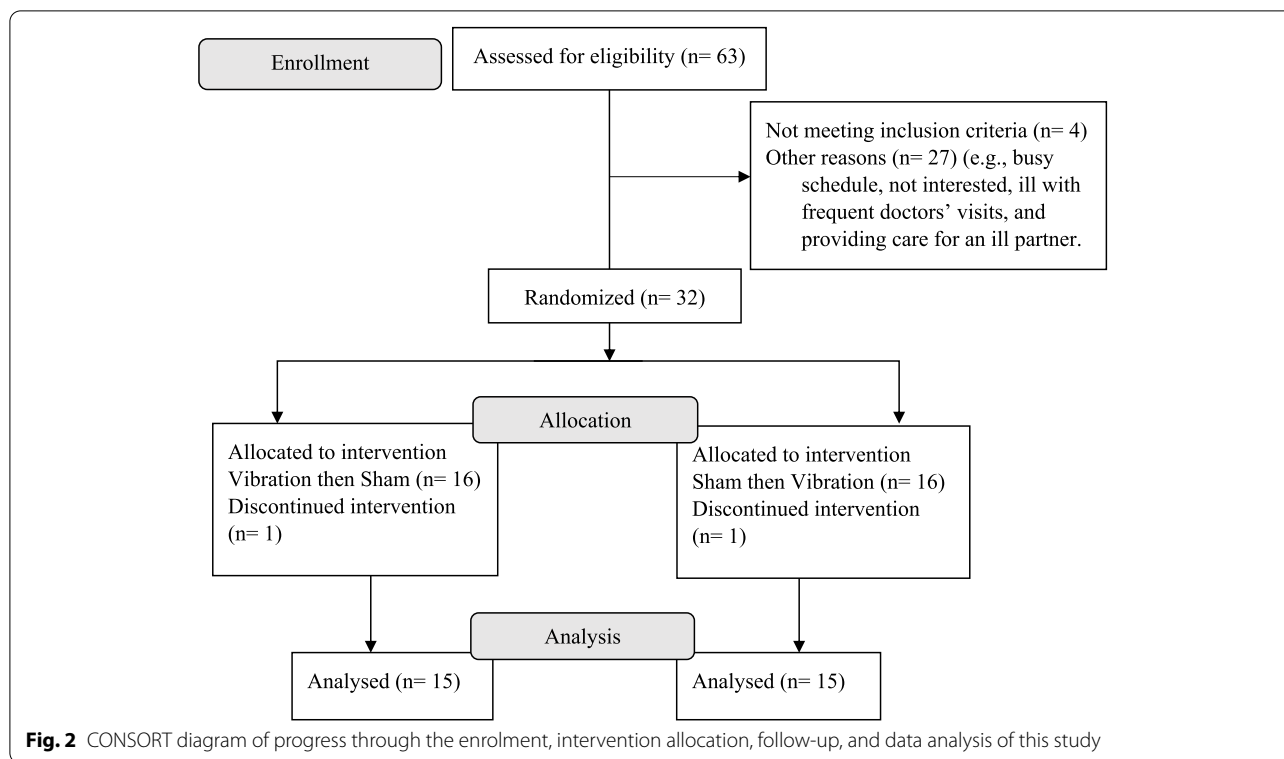 Enrollment
Assessed for eligibility (n= 63)
Not meeting inclusion criteria (n= 4)
Other reasons (n= 27) (e.g., busy
schedule, not interested, ill with
frequent doctors’ visits, and
providing care for an ill partner.
Randomized (n= 32)
Allocation
Allocated to intervention
Vibration then Sham (n= 16)
Discontinued intervention
(n= 1)
Allocated to intervention
Sham then Vibration (n= 16)
Discontinued intervention
(n= 1)
Analysis
Analysed (n= 15)
Analysed (n= 15)
Fig. 2 CONSORT diagram of progress through the enrolment, intervention allocation, follow-up, and data analysis of this study